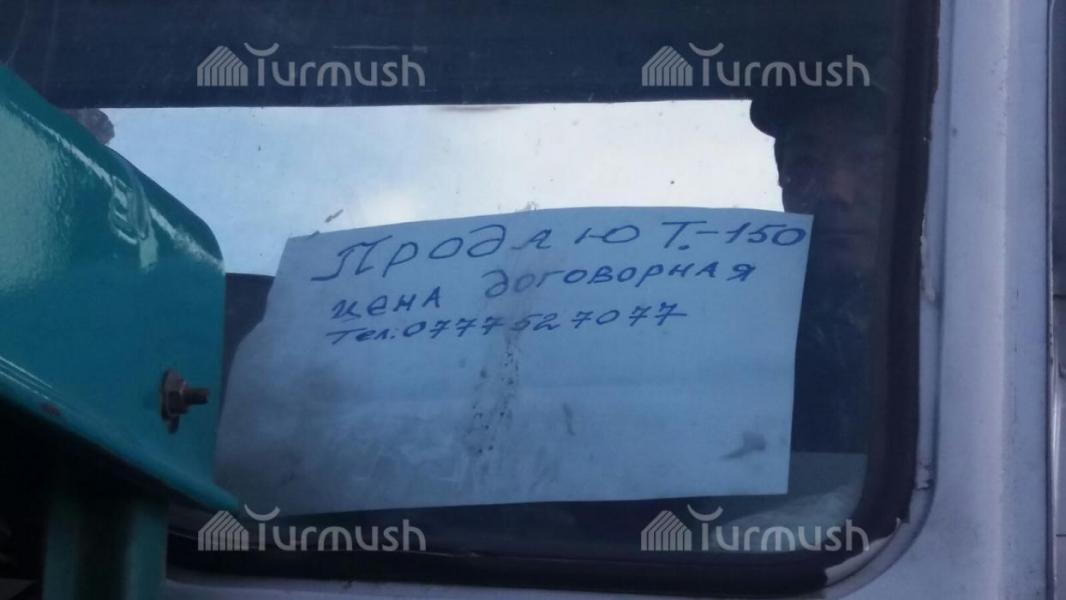 Turmush Turmush
Продаю Т.-150
цена договорная
Тел.: 0777527077
Turmush Turmush